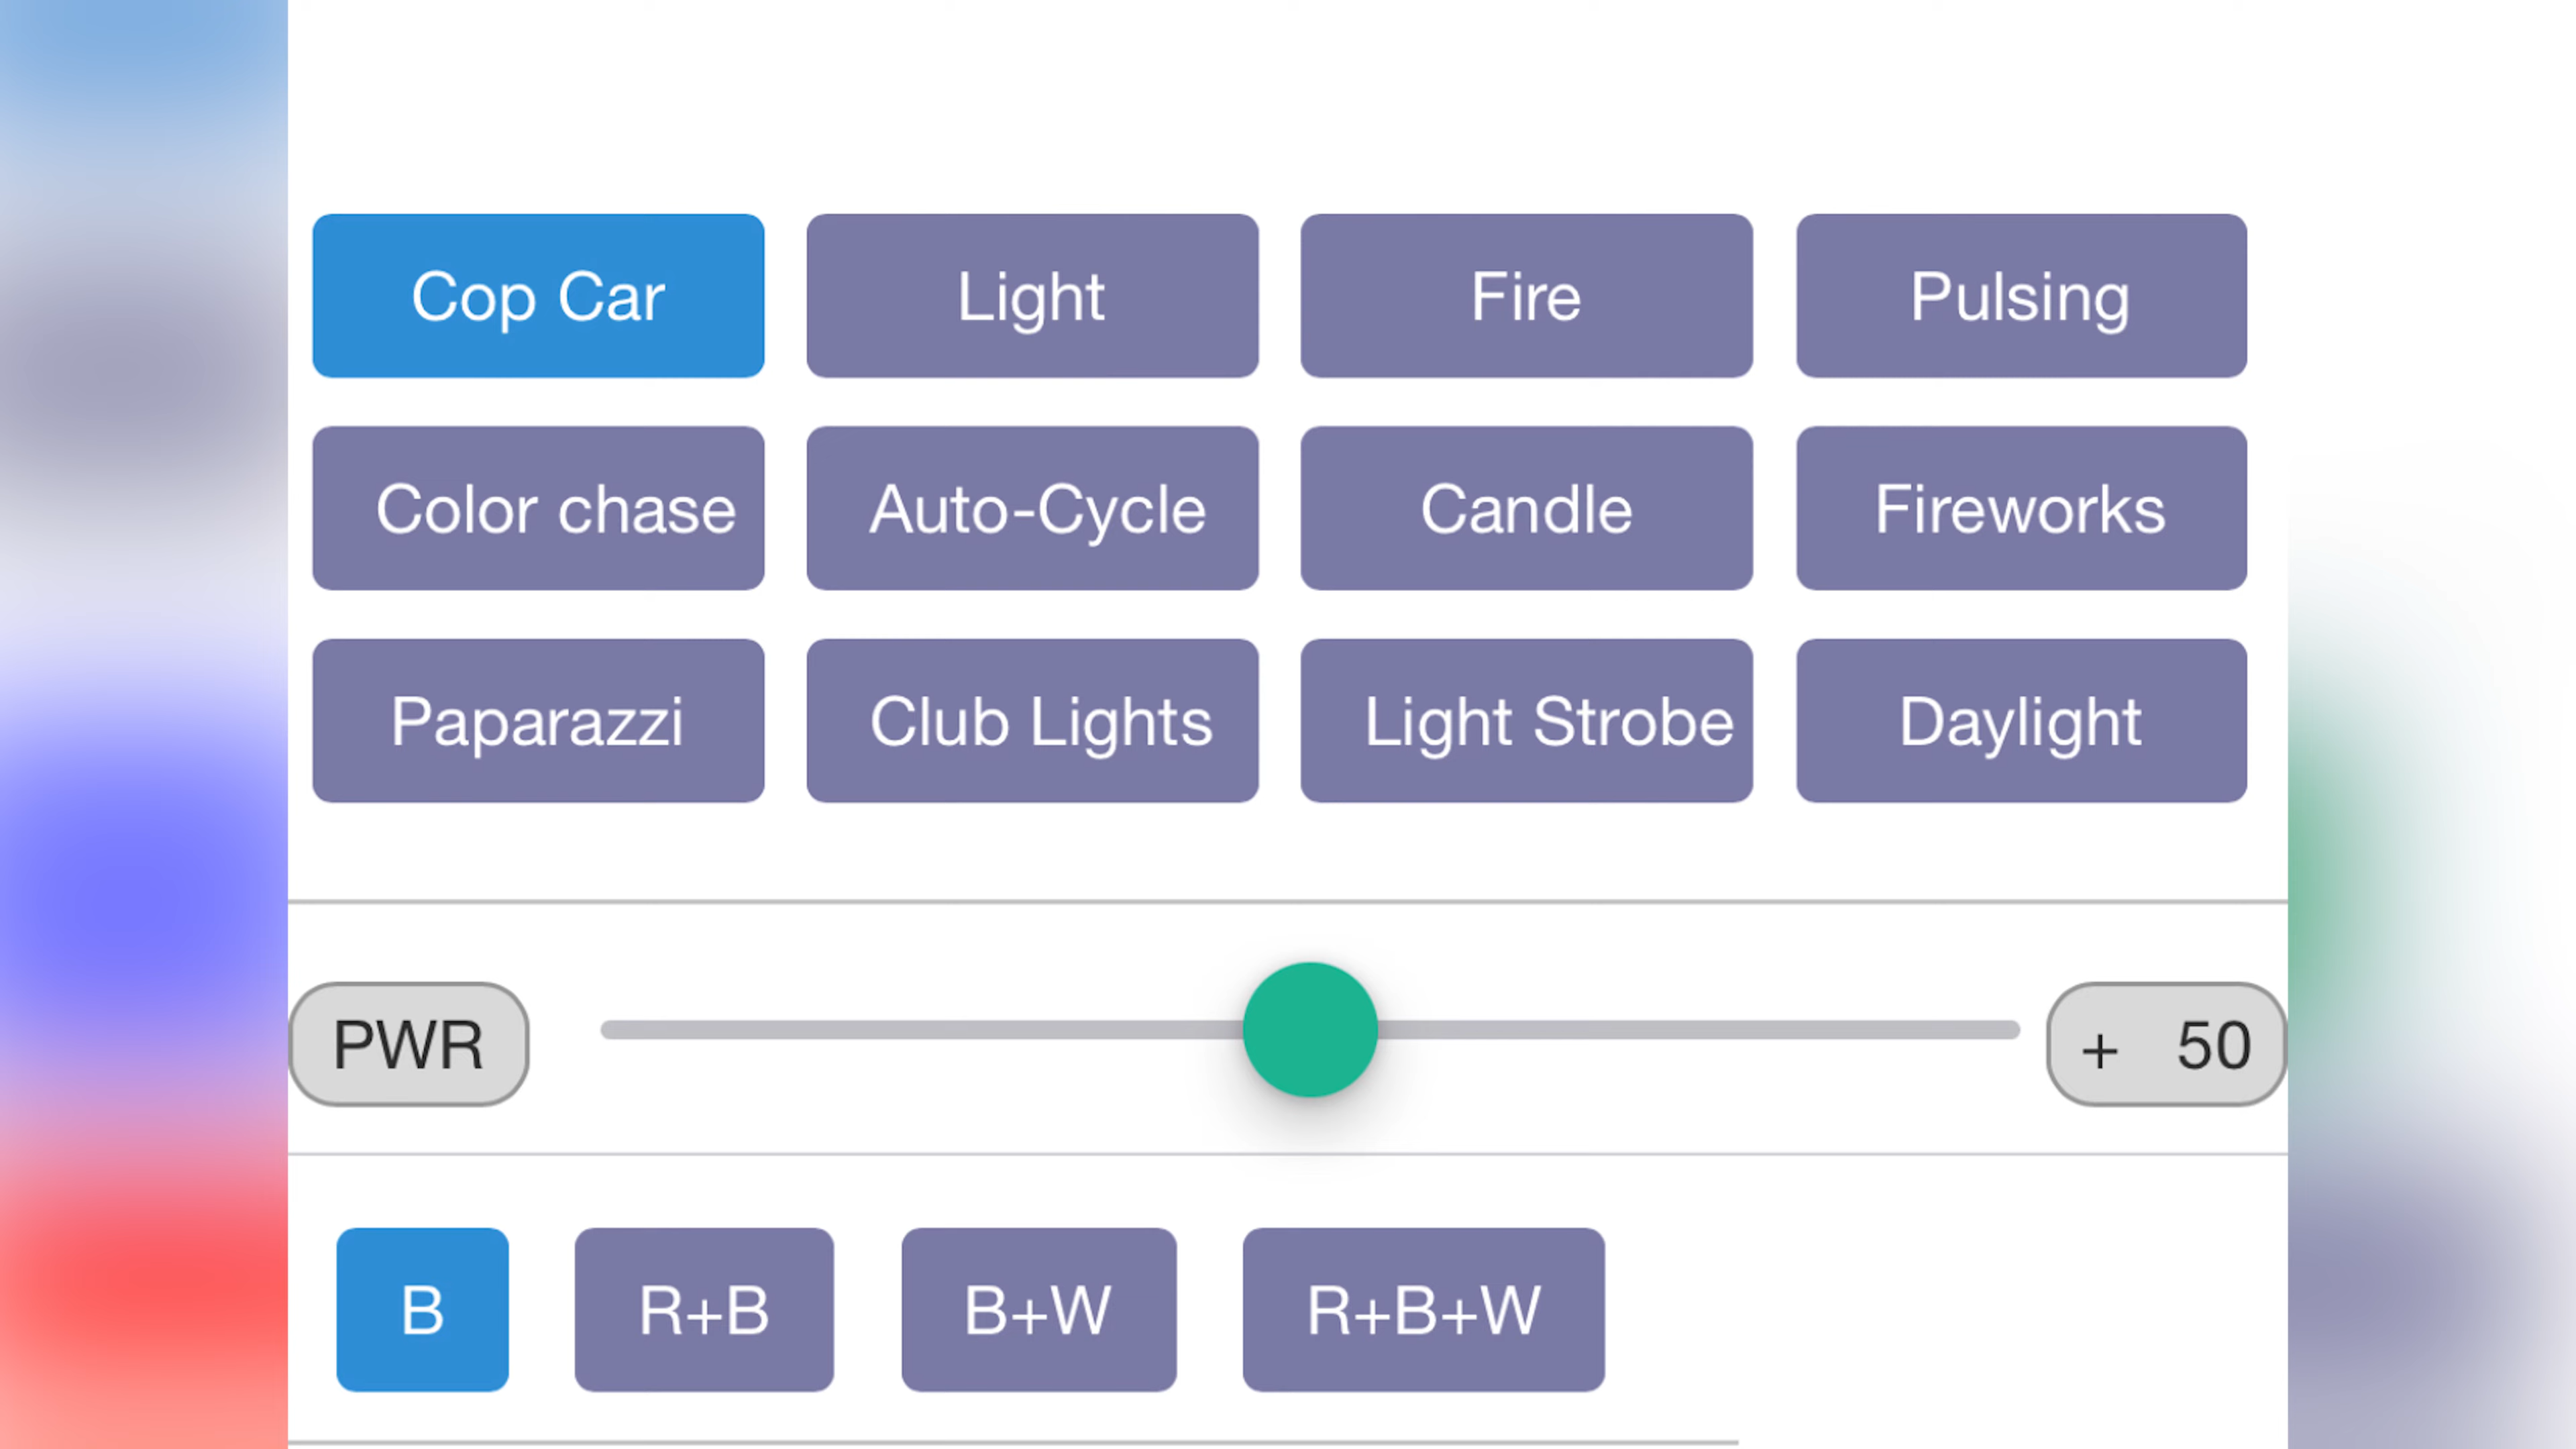 Cop Car Light Fire Pulsing
Color chase Auto-Cycle Candle Fireworks
Paparazzi Club Lights Light Strobe Daylight
PWR + 50
B R+B B+W R+B+W